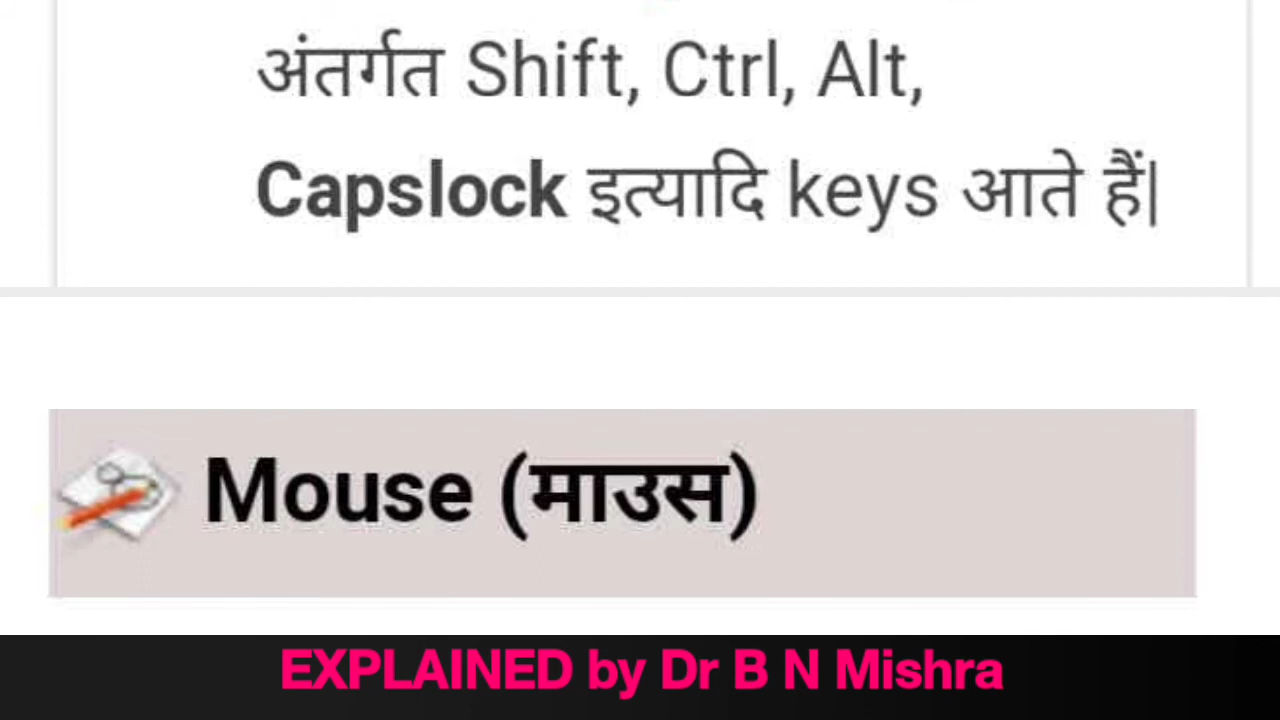 अंतर्गत Shift, Ctrl, Alt,
Capslock इत्यादि keys आते हैं|
Mouse (माउस)
EXPLAINED by Dr B N Mishra